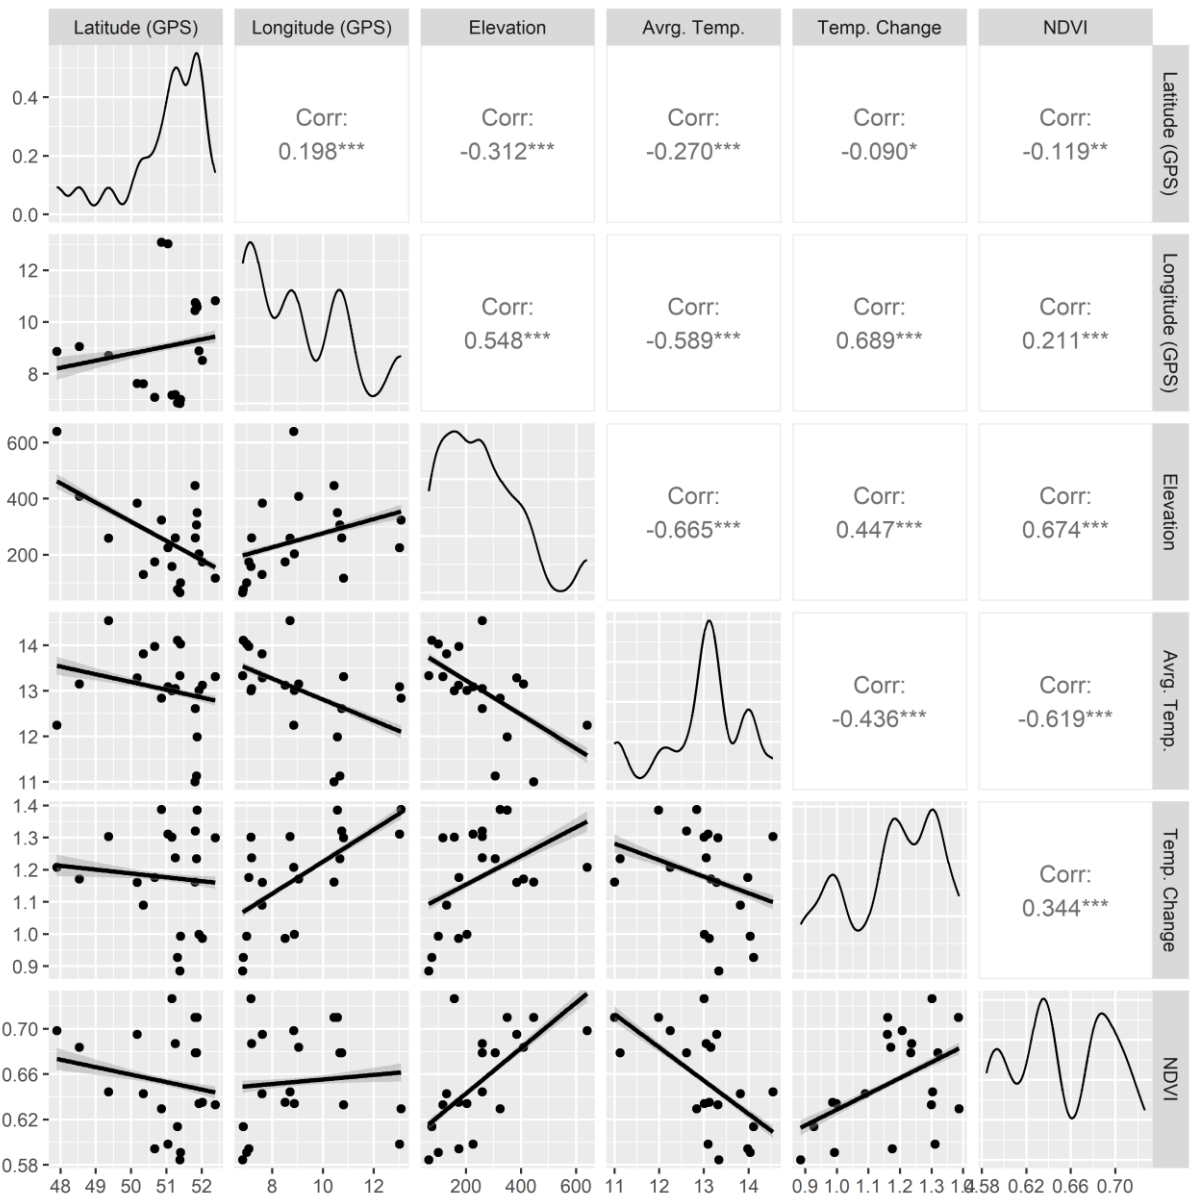 Latitude (GPS) Longitude (GPS) Elevation Avrg. Temp. Temp. Change NDVI
0.4
0.2
0.0
Corr:
0.198***
Corr:
-0.312***
Corr:
-0.270***
Corr:
-0.090*
Corr:
-0.119**
Latitude (GPS)
12
10
8
Corr:
0.548***
Corr:
-0.589***
Corr:
0.689***
Corr:
0.211***
Longitude (GPS)
600
400
200
Corr:
-0.665***
Corr:
0.447***
Corr:
0.674***
Elevation
14
13
12
11
Corr:
-0.436***
Corr:
-0.619***
Avrg. Temp.
1.4
1.3
1.2
1.1
1.0
0.9
Corr:
0.344***
Temp. Change
0.70
0.66
0.62
0.58
NDVI
48 49 50 51 52 8 10 12 200 400 600 11 12 13 14 0.9 1.0 1.1 1.2 1.3 1.4 0.58 0.62 0.66 0.70